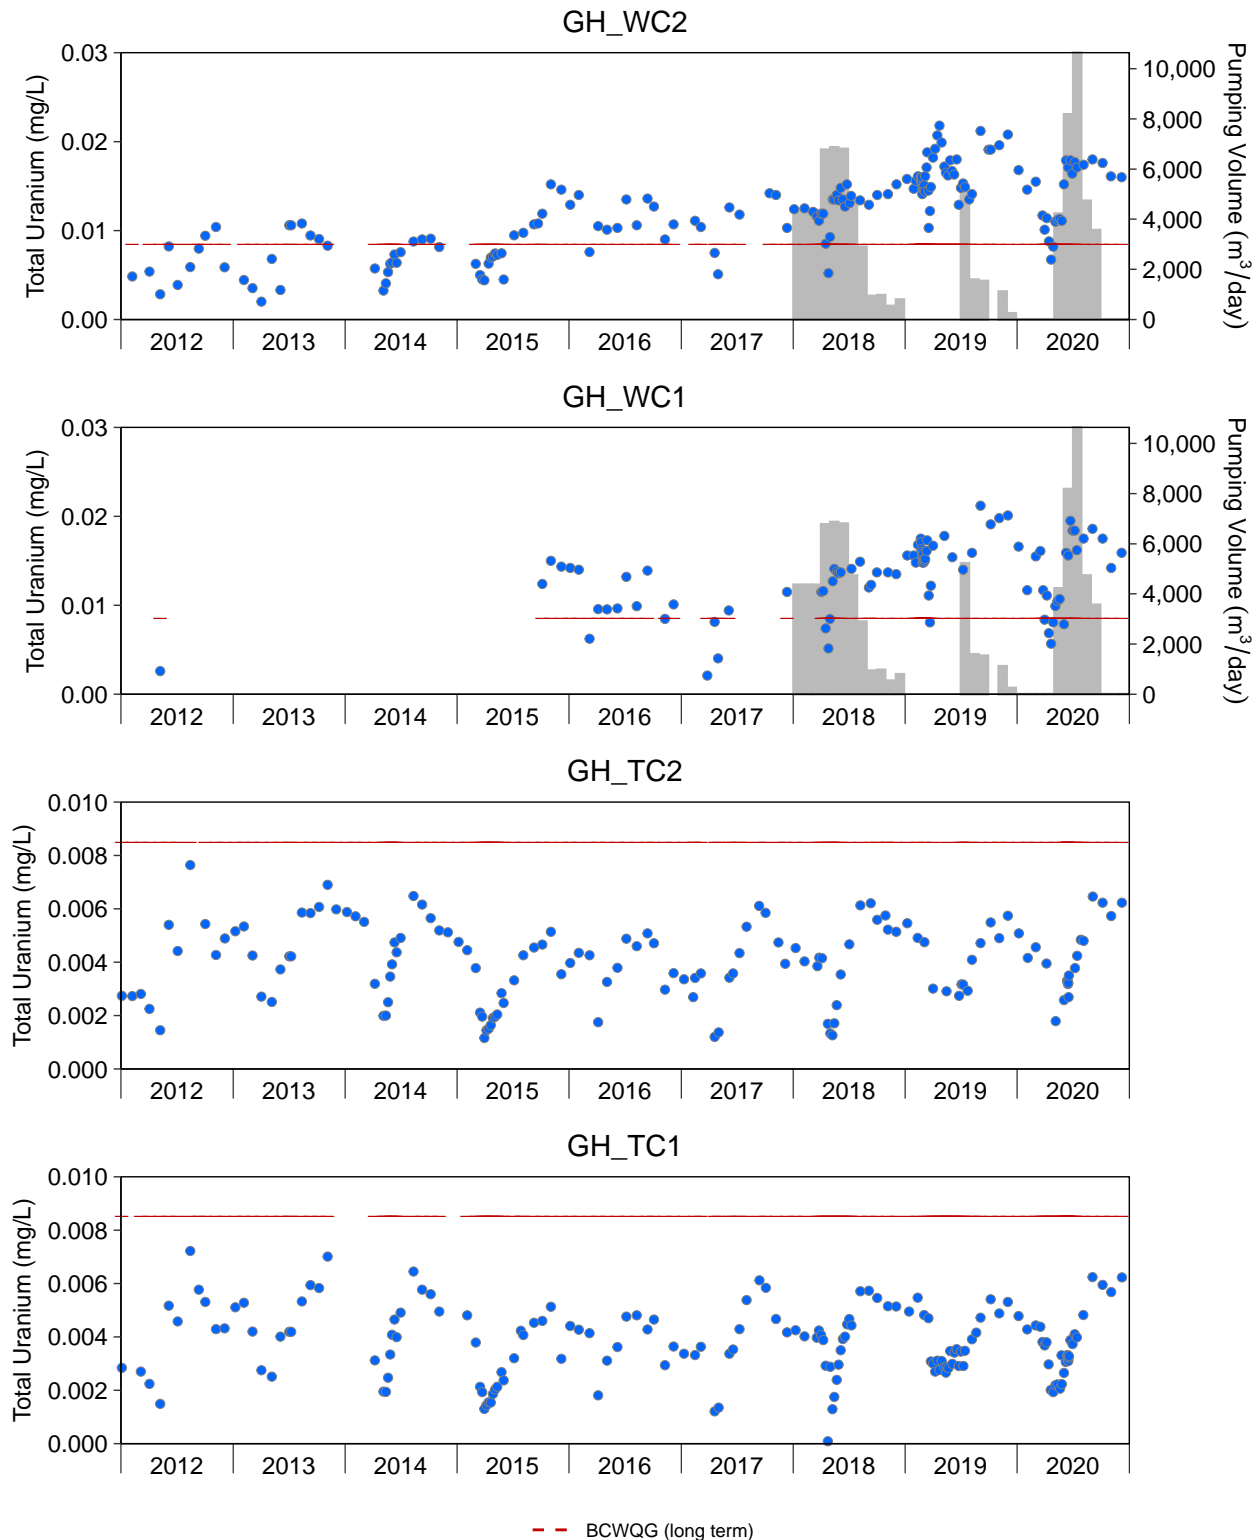 GH_WC2
Total Uranium (mg/L)
0.03
0.02
0.01
0.00
10,000
8,000
6,000
4,000
2,000
0
Pumping Volume (m³/day)
2012 2013 2014 2015 2016 2017 2018 2019 2020
GH_WC1
Total Uranium (mg/L)
0.03
0.02
0.01
0.00
10,000
8,000
6,000
4,000
2,000
0
Pumping Volume (m³/day)
2012 2013 2014 2015 2016 2017 2018 2019 2020
GH_TC2
Total Uranium (mg/L)
0.010
0.008
0.006
0.004
0.002
0.000
2012 2013 2014 2015 2016 2017 2018 2019 2020
GH_TC1
Total Uranium (mg/L)
0.010
0.008
0.006
0.004
0.002
0.000
2012 2013 2014 2015 2016 2017 2018 2019 2020
BCWQG (long term)